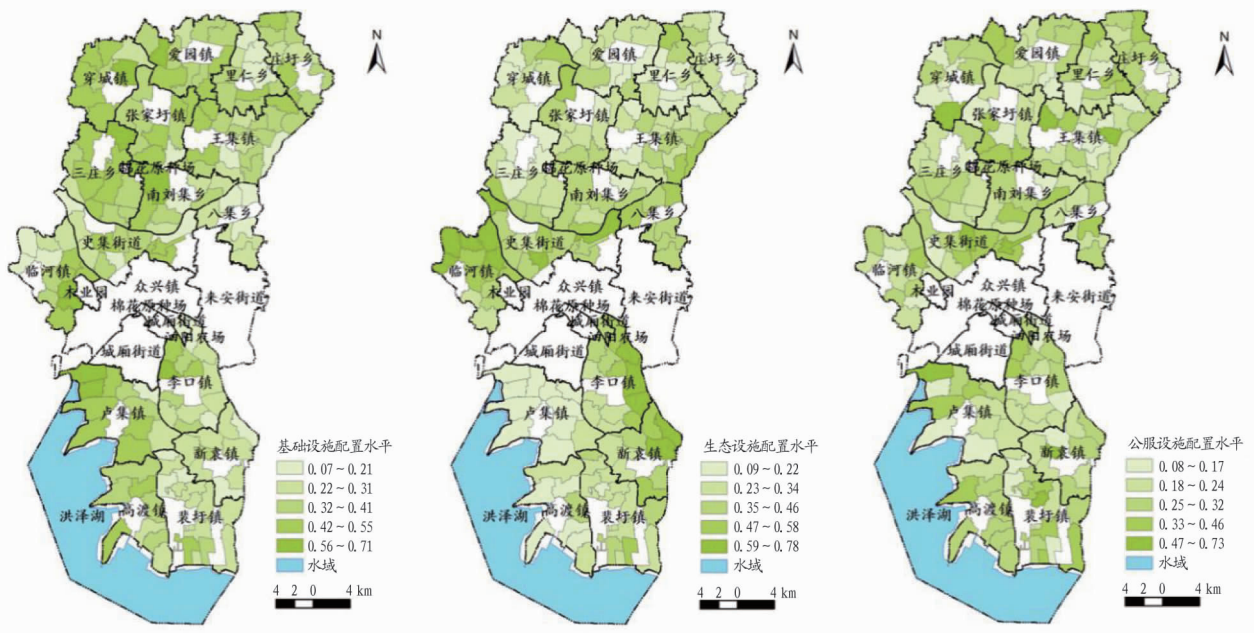 N
爱园镇
庄圩乡
穿城镇
里仁乡
张家圩镇
王集镇
三庄乡
棉花原种场
南刘集乡
八集乡
史集街道
临河镇
木业园
众兴镇
来安街道
棉花原种场
城厢街道
泗阳农场
城厢街道
李口镇
卢集镇
新袁镇
高渡镇
裴圩镇
洪泽湖
基础设施配置水平
0.07~0.21
0.22~0.31
0.32~0.41
0.42~0.55
0.56~0.71
水域
4 2 0 4 km
N
爱园镇
庄圩乡
穿城镇
里仁乡
张家圩镇
王集镇
三庄乡
棉花原种场
南刘集乡
八集乡
史集街道
临河镇
木业园
众兴镇
来安街道
棉花原种场
城厢街道
泗阳农场
城厢街道
李口镇
卢集镇
新袁镇
高渡镇
裴圩镇
洪泽湖
生态设施配置水平
0.09~0.22
0.23~0.34
0.35~0.46
0.47~0.58
0.59~0.78
水域
4 2 0 4 km
N
爱园镇
庄圩乡
穿城镇
里仁乡
张家圩镇
王集镇
三庄乡
棉花原种场
南刘集乡
八集乡
史集街道
临河镇
木业园
众兴镇
来安街道
棉花原种场
城厢街道
泗阳农场
城厢街道
李口镇
卢集镇
新袁镇
高渡镇
裴圩镇
洪泽湖
公服设施配置水平
0.08~0.17
0.18~0.24
0.25~0.32
0.33~0.46
0.47~0.73
水域
4 2 0 4 km